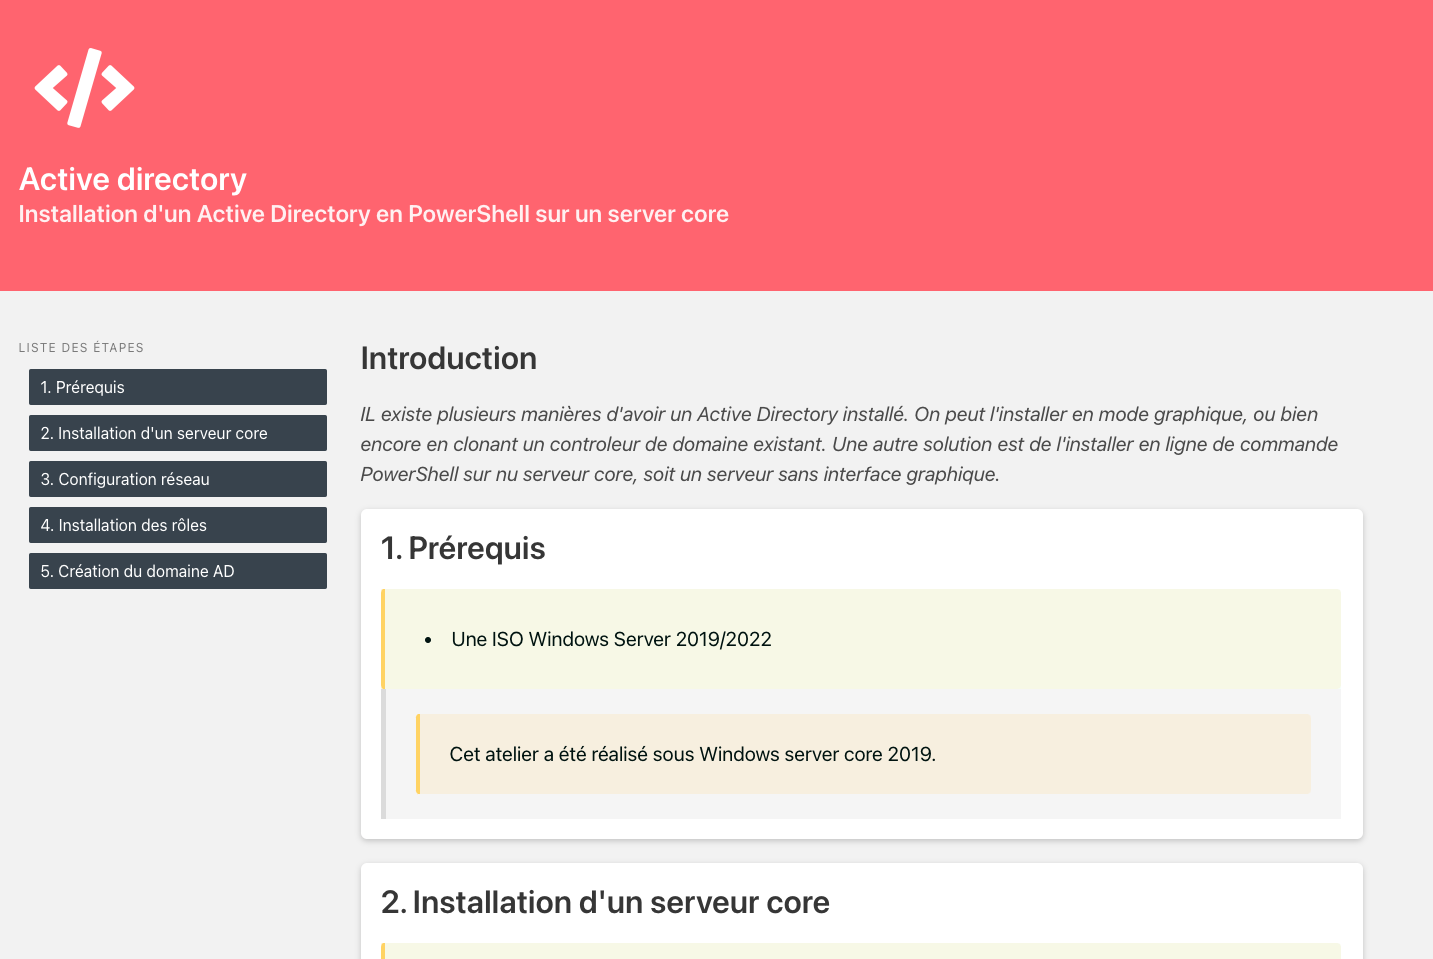 Active directory
Installation d'un Active Directory en PowerShell sur un server core
LISTE DES ÉTAPES
1. Prérequis
2. Installation d'un serveur core
3. Configuration réseau
4. Installation des rôles
5. Création du domaine AD
Introduction
IL existe plusieurs manières d'avoir un Active Directory installé. On peut l'installer en mode graphique, ou bien
encore en clonant un controleur de domaine existant. Une autre solution est de l'installer en ligne de commande
PowerShell sur nu serveur core, soit un serveur sans interface graphique.
1. Prérequis
• Une ISO Windows Server 2019/2022
Cet atelier a été réalisé sous Windows server core 2019.
2. Installation d'un serveur core